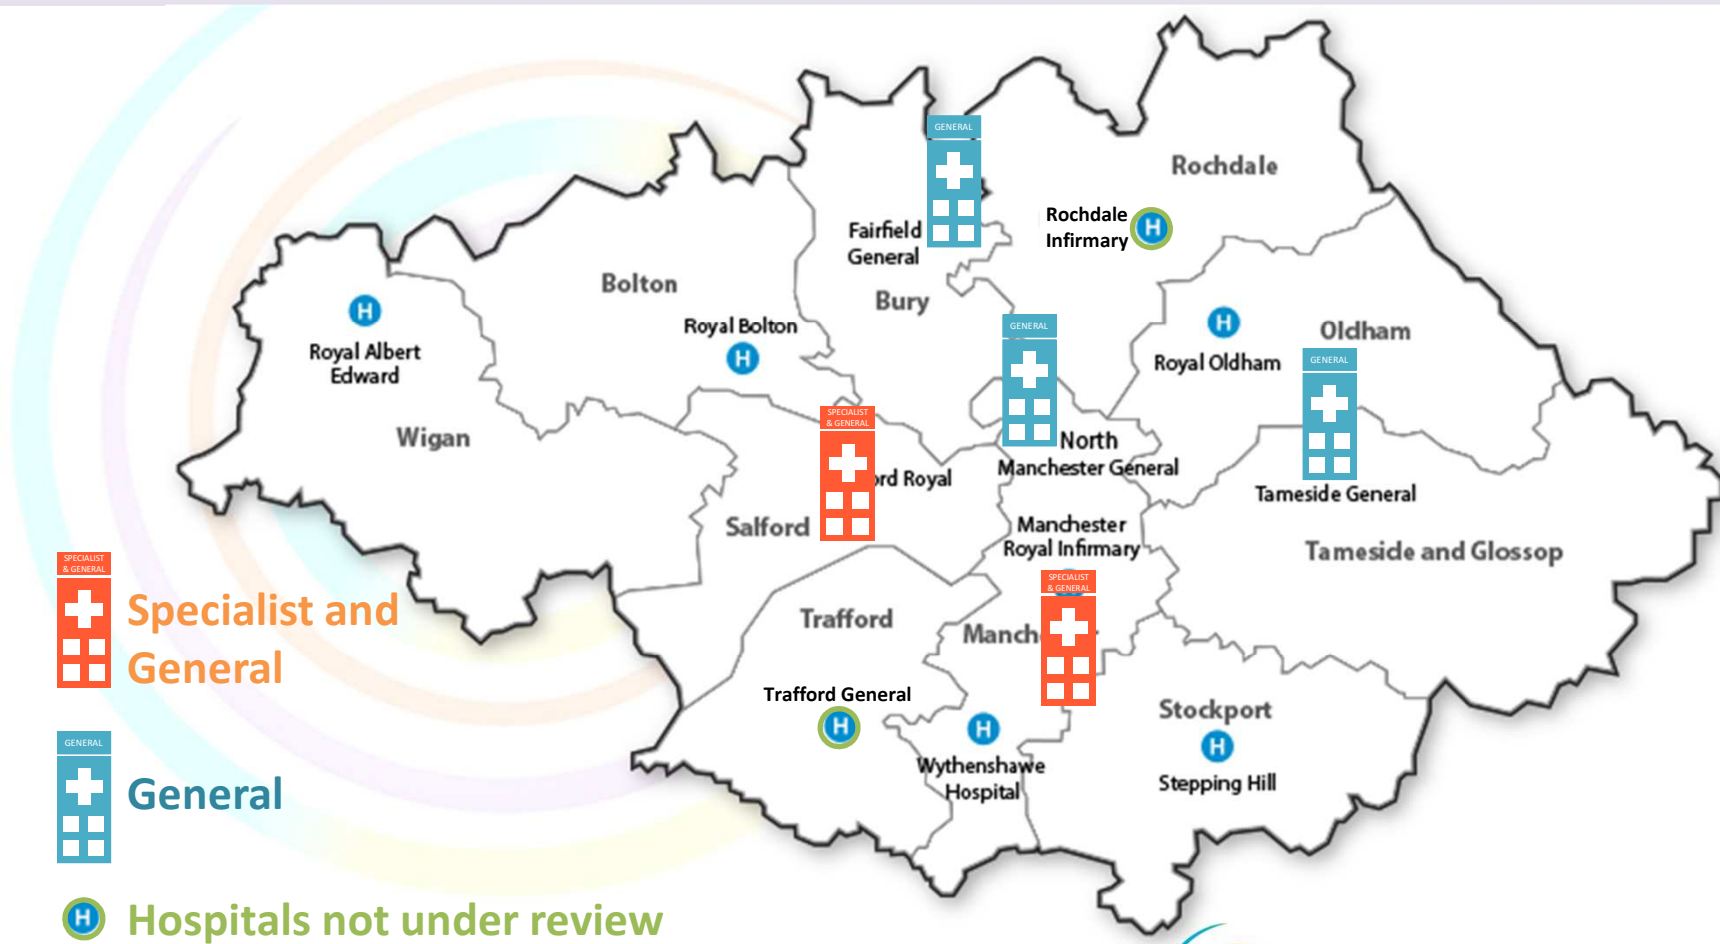 GENERAL
Rochdale
Rochdale
Infirmary
H
Fairfield
General
Bolton
Bury
H
Royal Albert
Edward
Royal Bolton
H
GENERAL
H
Royal Oldham
Oldham
GENERAL
Wigan
SPECIALIST
& GENERAL
ord Royal
North
Manchester General
Tameside General
Salford
Manchester
Royal Infirmary
Tameside and Glossop
SPECIALIST
& GENERAL
Trafford
Manch
r
Trafford General
H
H
Wythenshawe
Hospital
Stockport
H
Stepping Hill
SPECIALIST
& GENERAL
Specialist and
General
GENERAL
General
H Hospitals not under review